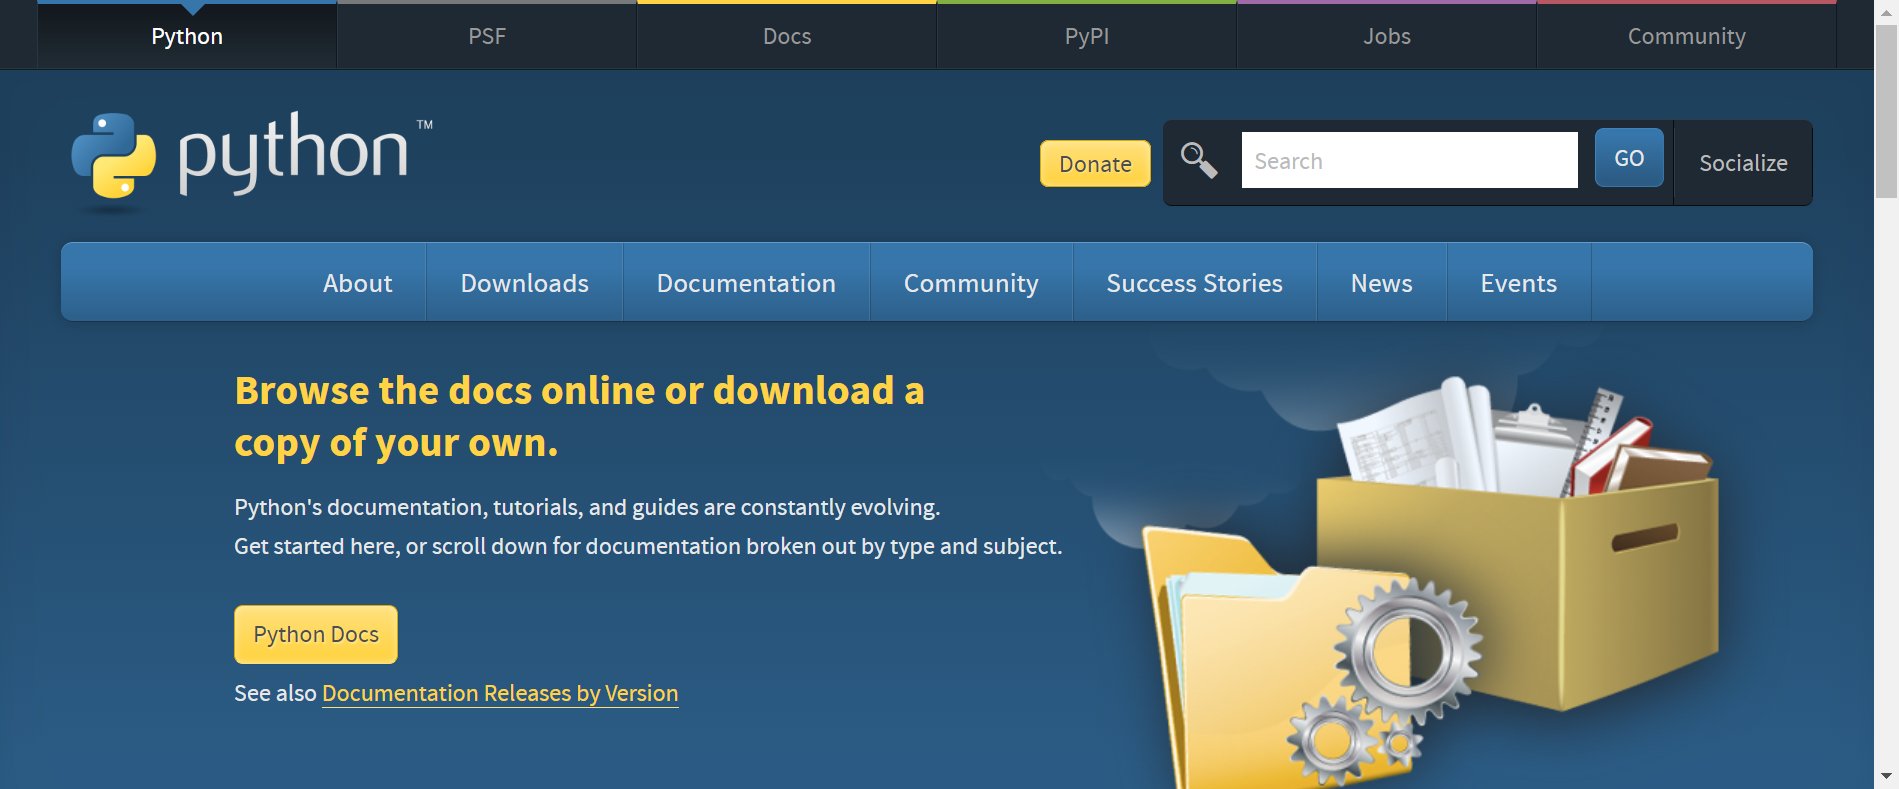 Python
PSF
Docs
PyPI
Jobs
Community
python™
Donate
Search
GO
Socialize
About
Downloads
Documentation
Community
Success Stories
News
Events
Browse the docs online or download a
copy of your own.
Python's documentation, tutorials, and guides are constantly evolving.
Get started here, or scroll down for documentation broken out by type and subject.
Python Docs
See also Documentation Releases by Version